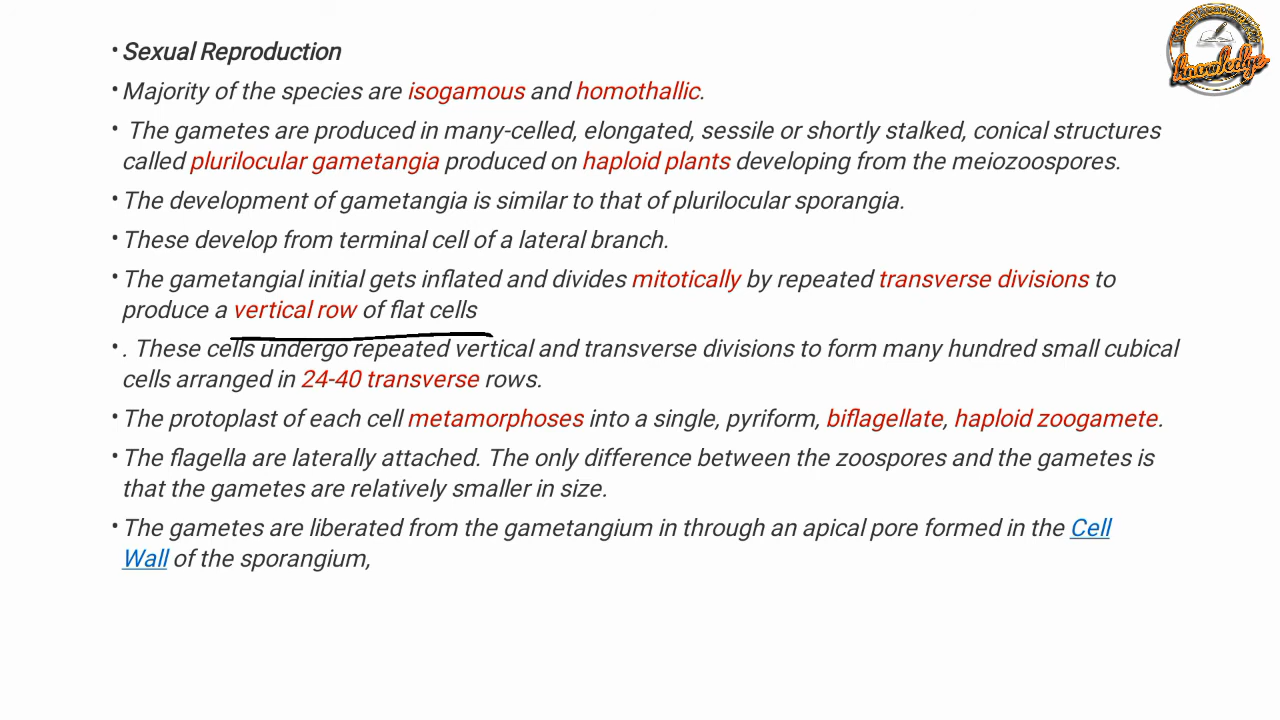 • Sexual Reproduction
• Majority of the species are isogamous and homothallic.
• The gametes are produced in many-celled, elongated, sessile or shortly stalked, conical structures
called plurilocular gametangia produced on haploid plants developing from the meiozoospores.
• The development of gametangia is similar to that of plurilocular sporangia.
• These develop from terminal cell of a lateral branch.
• The gametangial initial gets inflated and divides mitotically by repeated transverse divisions to
produce a vertical row of flat cells
• . These cells undergo repeated vertical and transverse divisions to form many hundred small cubical
cells arranged in 24-40 transverse rows.
• The protoplast of each cell metamorphoses into a single, pyriform, biflagellate, haploid zoogamete.
• The flagella are laterally attached. The only difference between the zoospores and the gametes is
that the gametes are relatively smaller in size.
• The gametes are liberated from the gametangium in through an apical pore formed in the Cell
Wall of the sporangium,
knowledge